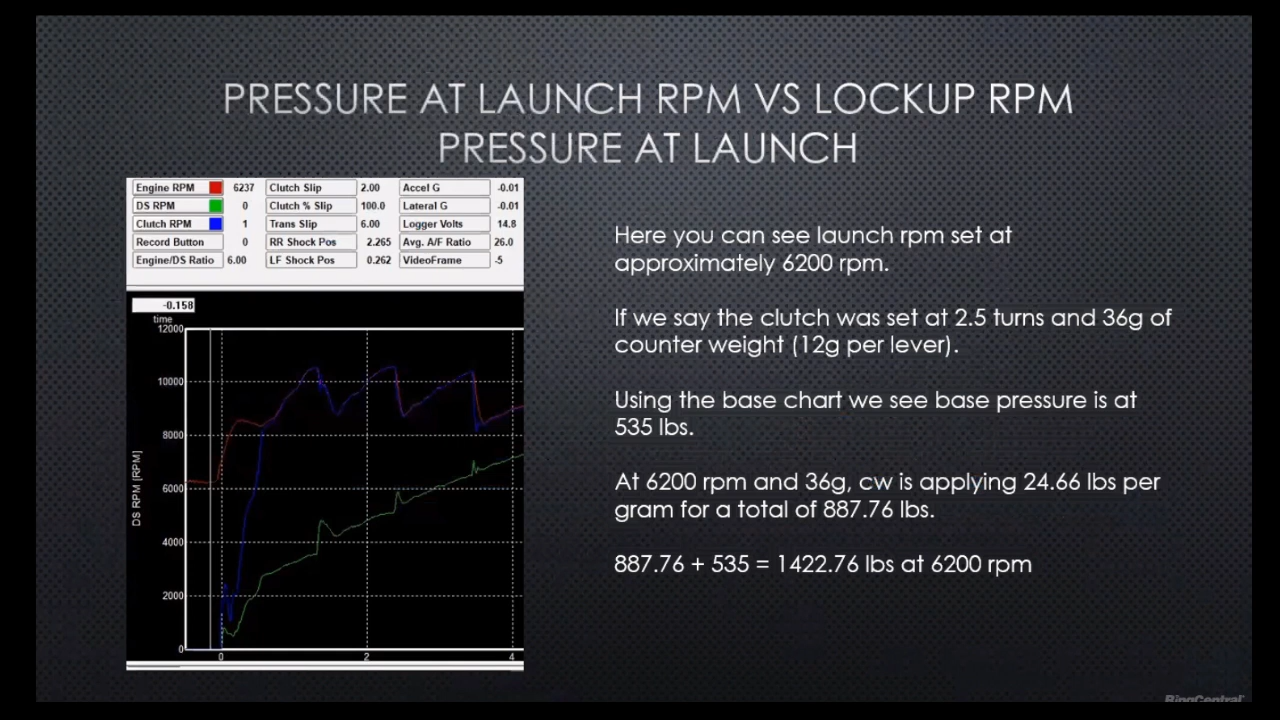 PRESSURE AT LAUNCH RPM VS LOCKUP RPM
PRESSURE AT LAUNCH
Engine RPM 6237 Clutch Slip 2.00 Accel G -0.01
DS RPM 0 Clutch % Slip 100.0 Lateral G -0.01
Clutch RPM 1 Trans Slip 6.00 Logger Volts 14.8
Record Button 0 RR Shock Pos 2.265 Avg. A/F Ratio 26.0
Engine/DS Ratio 6.00 LF Shock Pos 0.262 VideoFrame -5
-0.158
time
12000
10000
8000
6000
4000
2000
0
DS RPM [RPM]
0 2 4
Here you can see launch rpm set at
approximately 6200 rpm.
If we say the clutch was set at 2.5 turns and 36g of
counter weight (12g per lever).
Using the base chart we see base pressure is at
535 lbs.
At 6200 rpm and 36g, cw is applying 24.66 lbs per
gram for a total of 887.76 lbs.
887.76 + 535 = 1422.76 lbs at 6200 rpm
RingCentral